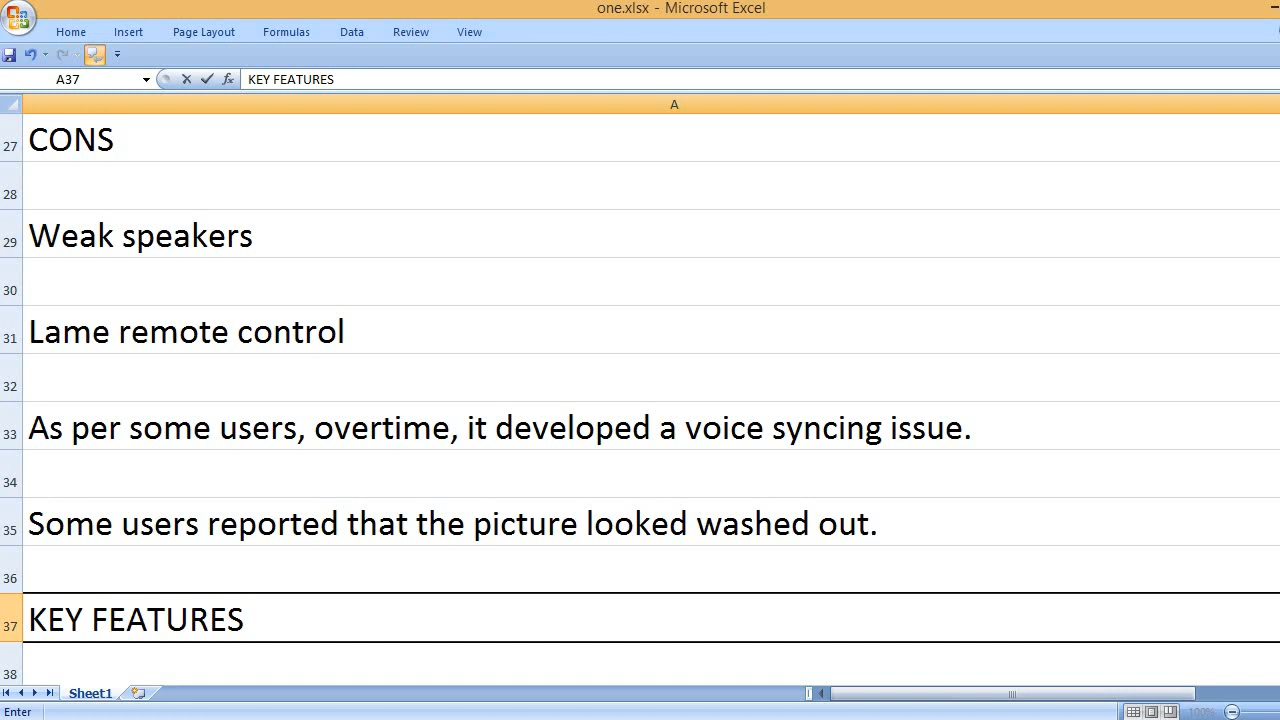 one.xlsx - Microsoft Excel
Home Insert Page Layout Formulas Data Review View
A37 fx KEY FEATURES
A
27 CONS
28
29 Weak speakers
30
31 Lame remote control
32
33 As per some users, overtime, it developed a voice syncing issue.
34
35 Some users reported that the picture looked washed out.
36
37 KEY FEATURES
38
Sheet1
Enter 100%